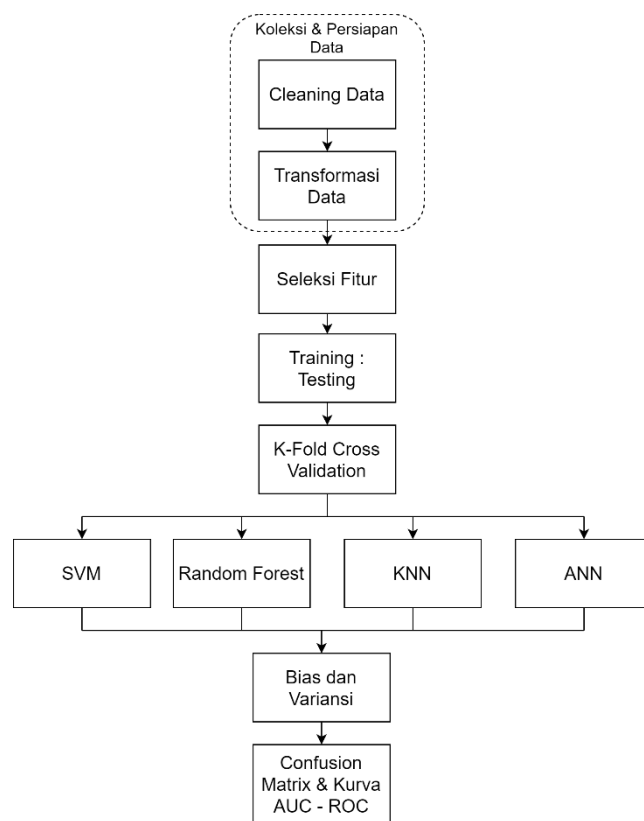 Koleksi & Persiapan
Data
Cleaning Data
Transformasi
Data
Seleksi Fitur
Training :
Testing
K-Fold Cross
Validation
SVM
Random Forest
KNN
ANN
Bias dan
Variansi
Confusion
Matrix & Kurva
AUC - ROC